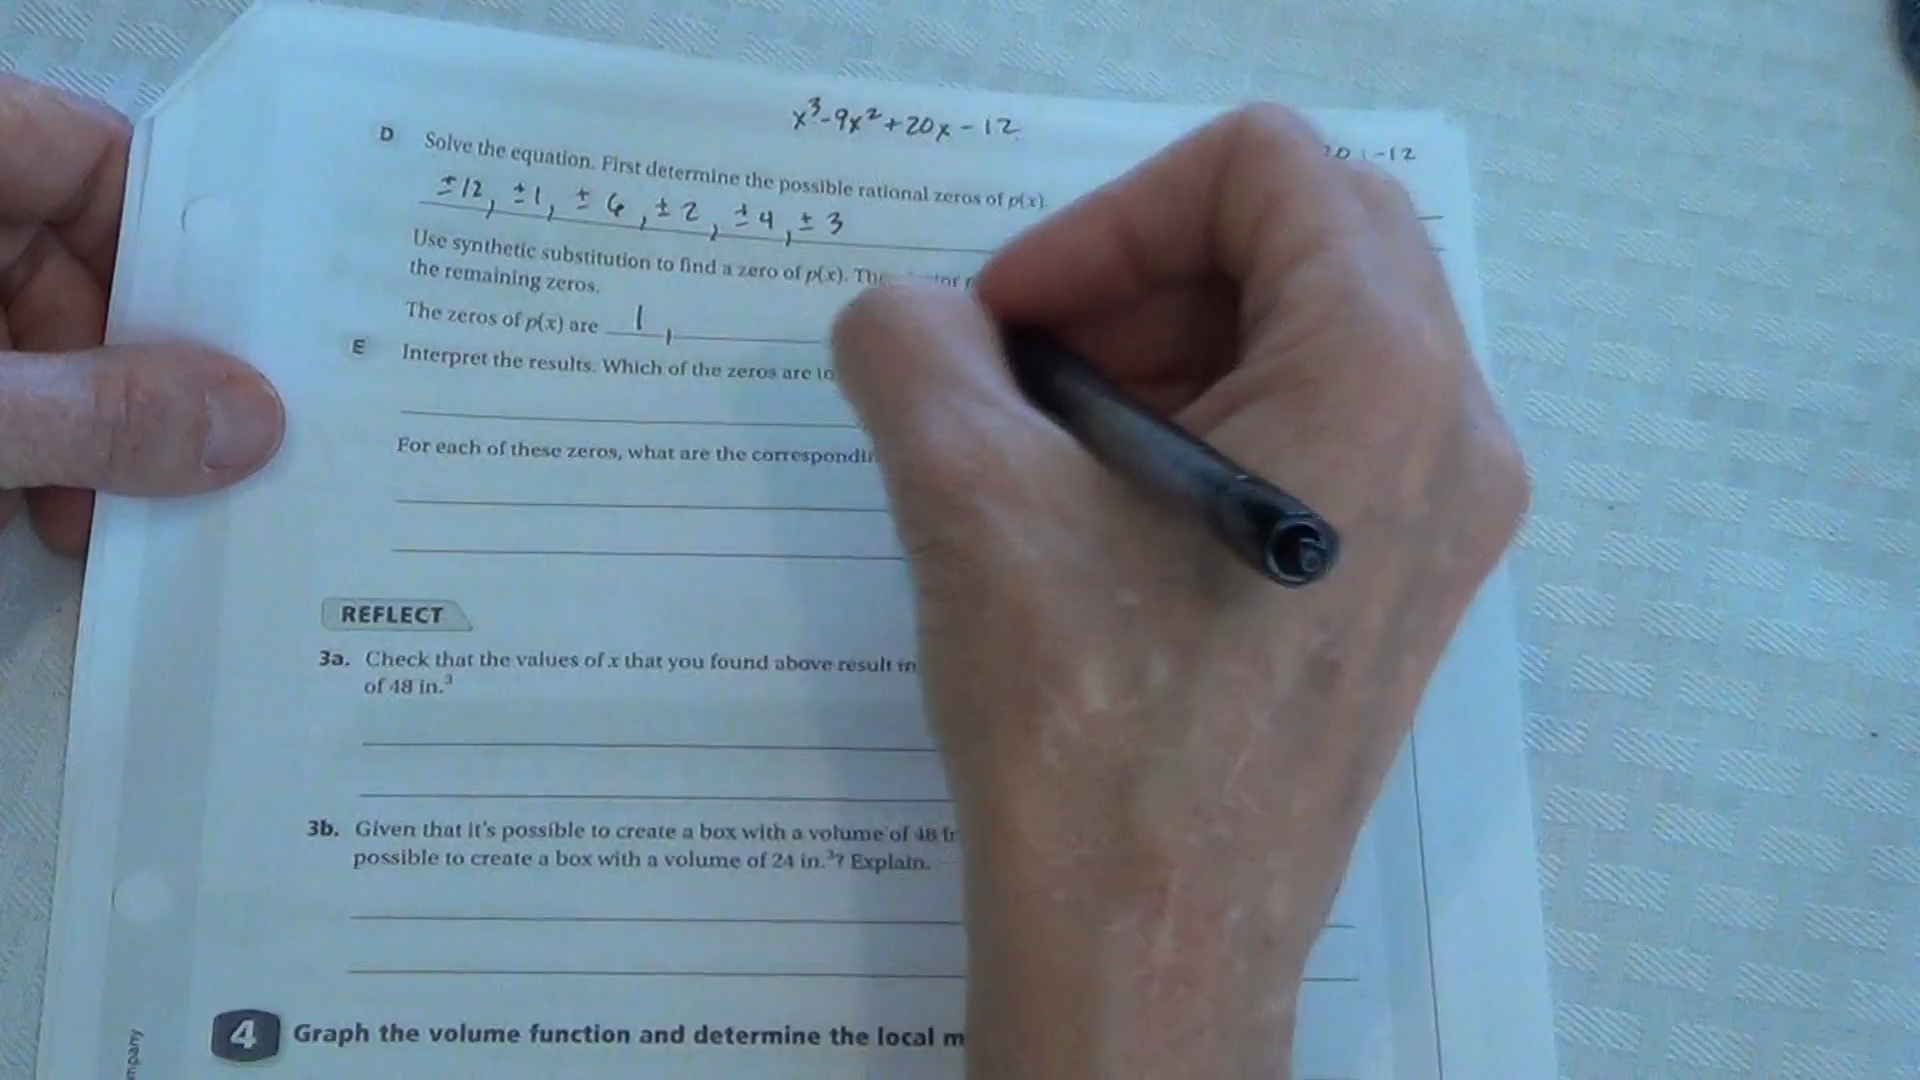 x³-9x²+20x-12
20 -12
D Solve the equation. First determine the possible rational zeros of p(x).
±12, ±1, ±6, ±2, ±4, ±3
Use synthetic substitution to find a zero of p(x).
the remaining zeros.
The zeros of p(x) are 1,
E Interpret the results. Which of the zeros are
For each of these zeros, what are the
REFLECT
3a. Check that the values of x that you found above result in
of 48 in.³
3b. Given that it's possible to create a box with a volume of 48
possible to create a box with a volume of 24 in.³? Explain.
4 Graph the volume function and determine the local